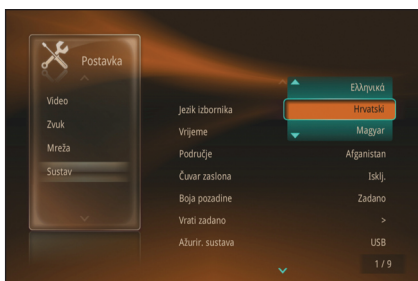 Postavka
Video
Zvuk
Mreža
Sustav
Ελληνικά
Jezik izbornika Hrvatski
Vrijeme Magyar
Područje Afganistan
Čuvar zaslona Isklj.
Boja pozadine Zadano
Vrati zadano >
Ažurir. sustava USB
1 / 9